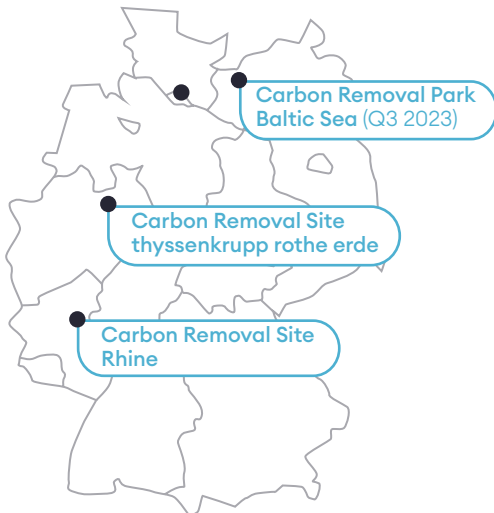 Carbon Removal Park
Baltic Sea (Q3 2023)
Carbon Removal Site
thyssenkrupp rothe erde
Carbon Removal Site
Rhine